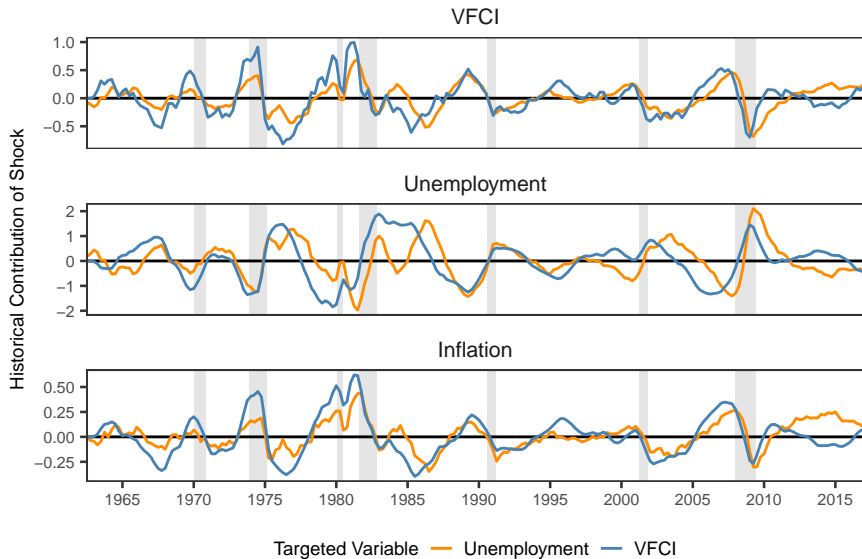 VFCI
1.0
0.5
0.0
−0.5
Unemployment
2
1
0
−1
−2
Inflation
0.50
0.25
0.00
−0.25
Historical Contribution of Shock
1965 1970 1975 1980 1985 1990 1995 2000 2005 2010 2015
Targeted Variable Unemployment VFCI